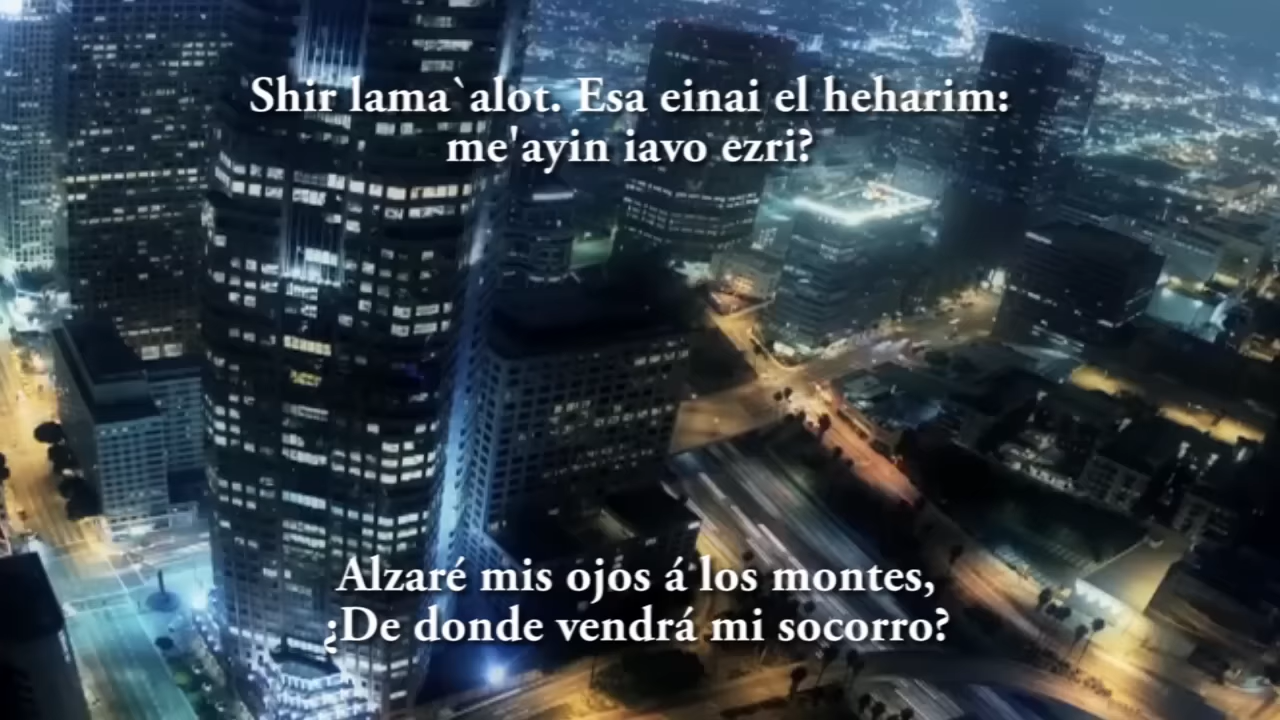 Shir lama`alot. Esa einai el heharim:
me'ayin iavo ezri?
Alzaré mis ojos á los montes,
¿De donde vendrá mi socorro?